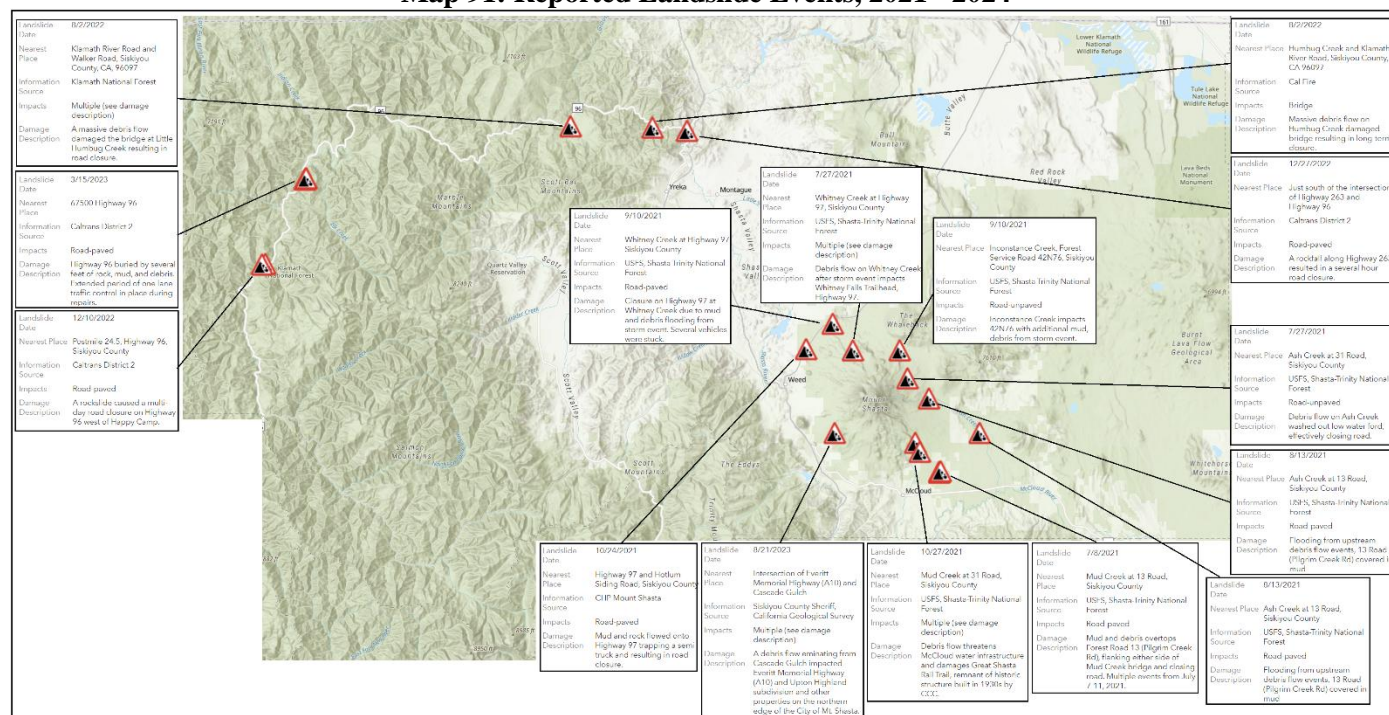 Map 91: Reported Landslide Events, 2021 - 2024
Landslide Date 8/2/2022
Nearest Place Klamath River Road and
Walker Road, Siskiyou
County, CA, 96097
Information Source Klamath National Forest
Impacts Multiple (see damage
description)
Damage Description A massive debris flow
damaged the bridge at Little
Humbug Creek resulting in
road closure.
Landslide Date 3/15/2023
Nearest Place 67500 Highway 96
Information Source Caltrans District 2
Impacts Road-paved
Damage Description Highway 96 buried by several
feet of rock, mud, and debris.
Extended period of one lane
traffic control in place during
repairs.
Landslide Date 12/10/2022
Nearest Place Postmile 24.5, Highway 96,
Siskiyou County
Information Source Caltrans District 2
Impacts Road-paved
Damage Description A rockslide caused a multi-
day road closure on Highway
96 west of Happy Camp.
Landslide Date 9/10/2021
Nearest Place Whitney Creek at Highway 97
Siskiyou County
Information Source USFS, Shasta-Trinity National
Forest
Impacts Road-paved
Damage Description Closure on Highway 97 at
Whitney Creek due to mud
and debris flooding from
storm event. Several vehicles
were stuck.
Landslide Date 7/27/2021
Nearest Place Whitney Creek at Highway
97, Siskiyou County
Information Source USFS, Shasta-Trinity National
Forest
Impacts Multiple (see damage
description)
Damage Description Debris flow on Whitney Creek
after storm event impacts
Whitney Falls Trailhead,
Highway 97.
Landslide Date 9/10/2021
Nearest Place Inconstance Creek, Forest
Service Road 42N76, Siskiyou
County
Information Source USFS, Shasta-Trinity National
Forest
Impacts Road-unpaved
Damage Description Inconstance Creek impacts
42N76 with additional mud,
debris from storm event.
Landslide Date 8/2/2022
Nearest Place Humbug Creek and Klamath
River Road, Siskiyou County,
CA 96097
Information Source Cal Fire
Impacts Bridge
Damage Description Massive debris flow on
Humbug Creek damaged
bridge resulting in long term
closure.
Landslide Date 12/27/2022
Nearest Place Just south of the intersection
of Highway 263 and
Highway 96
Information Source Caltrans District 2
Impacts Road-paved
Damage Description A rockfall along Highway 263
resulted in a several hour
road closure.
Landslide Date 7/27/2021
Nearest Place Ash Creek at 31 Road,
Siskiyou County
Information Source USFS, Shasta-Trinity National
Forest
Impacts Road-unpaved
Damage Description Debris flow on Ash Creek
washed out low water ford,
effectively closing road.
Landslide Date 8/13/2021
Nearest Place Ash Creek at 13 Road,
Siskiyou County
Information Source USFS, Shasta-Trinity National
Forest
Impacts Road-paved
Damage Description Flooding from upstream
debris flow events, 13 Road
(Pilgrim Creek Rd) covered in
mud
Landslide Date 10/24/2021
Nearest Place Highway 97 and Hotlum
Siding Road, Siskiyou County
Information Source CHP Mount Shasta
Impacts Road-paved
Damage Description Mud and rock flowed onto
Highway 97 trapping a semi
truck and resulting in road
closure.
Landslide Date 8/21/2023
Nearest Place Intersection of Everitt
Memorial Highway (A10) and
Cascade Gulch
Information Source Siskiyou County Sheriff,
California Geological Survey
Impacts Multiple (see damage
description)
Damage Description A debris flow eminating from
Cascade Gulch impacted
Everitt Memorial Highway
(A10) and Upton Highland
subdivision and other
properties on the northern
edge of the City of Mt. Shasta.
Landslide Date 10/27/2021
Nearest Place Mud Creek at 31 Road,
Siskiyou County
Information Source USFS, Shasta-Trinity National
Forest
Impacts Multiple (see damage
description)
Damage Description Debris flow threatens
McCloud water infrastructure
and damages Great Shasta
Rail Trail, remnant of historic
structure built in 1930s by
CCC.
Landslide Date 7/8/2021
Nearest Place Mud Creek at 13 Road,
Siskiyou County
Information Source USFS, Shasta-Trinity National
Forest
Impacts Road-paved
Damage Description Mud and debris overtops
Forest Road 13 (Pilgrim Creek
Rd), flanking either side of
Mud Creek bridge and closing
road. Multiple events from July
7 11, 2021.
Landslide Date 8/13/2021
Nearest Place Ash Creek at 13 Road,
Siskiyou County
Information Source USFS, Shasta-Trinity National
Forest
Impacts Road-paved
Damage Description Flooding from upstream
debris flow events, 13 Road
(Pilgrim Creek Rd) covered in
mud
161
Lower Klamath
National
Wildlife Refuge
Tule Lake
National
Wildlife Refuge
Butte Valley
Ball
Mountain
Red Rock
Valley
Lava Beds
National
Monument
96
96
Yreka
Montague
Shasta Valley
Scott Bar
Mountains
Marble
Mountains
Klamath
National Forest
Quartz Valley
Reservation
Scott Valley
Scott Valley
The
Whaleback
Burnt
Lava Flow
Geological
Area
Weed
Mount
Shasta
Salmon
Mountains
Scott
Mountains
The Eddys
McCloud
McCloud River
Whitehorse
Mountains